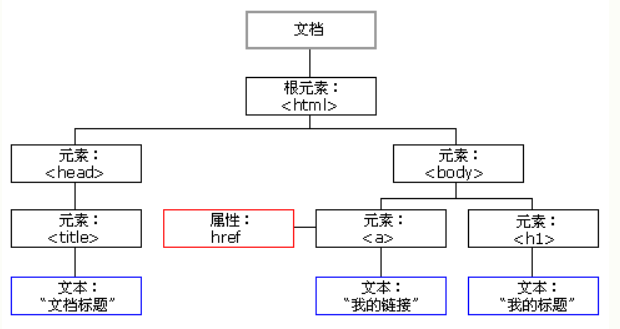 文档
根元素：
<html>
元素：
<head>
元素：
<body>
元素：
<title>
属性：
href
元素：
<a>
元素：
<h1>
文本：
“文档标题”
文本：
“我的链接”
文本：
“我的标题”